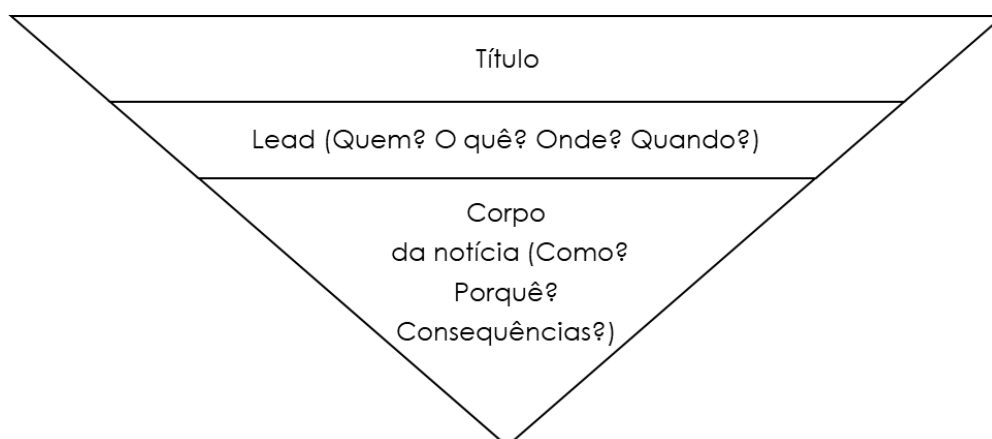 Título
Lead (Quem? O quê? Onde? Quando?)
Corpo
da notícia (Como?
Porquê?
Consequências?)